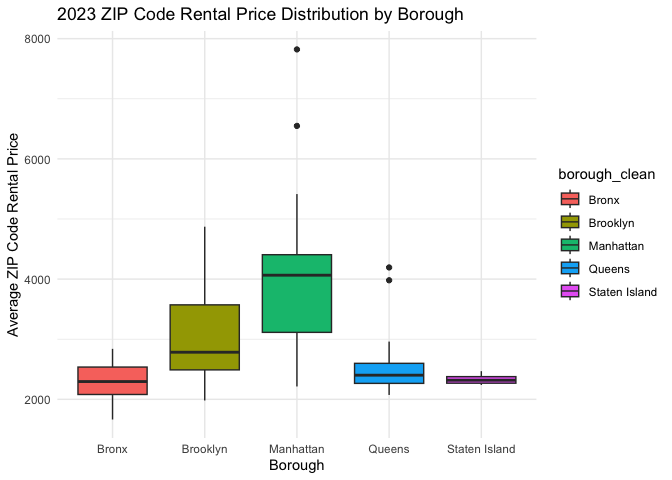 2023 ZIP Code Rental Price Distribution by Borough
8000
6000
4000
2000
Average ZIP Code Rental Price
Bronx
Brooklyn
Manhattan
Queens
Staten Island
Borough
borough_clean
Bronx
Brooklyn
Manhattan
Queens
Staten Island